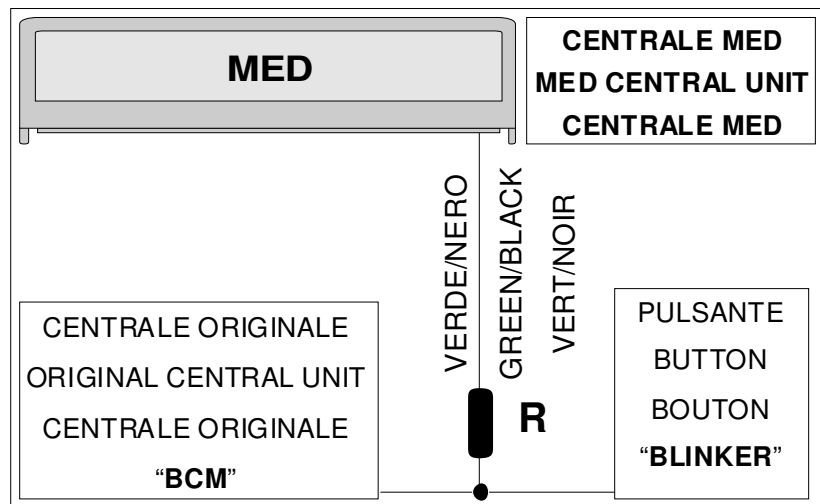 MED
CENTRALE MED
MED CENTRAL UNIT
CENTRALE MED
VERDE/NERO
GREEN/BLACK
VERT/NOIR
CENTRALE ORIGINALE
ORIGINAL CENTRAL UNIT
CENTRALE ORIGINALE
“BCM”
R
PULSANTE
BUTTON
BOUTON
“BLINKER”